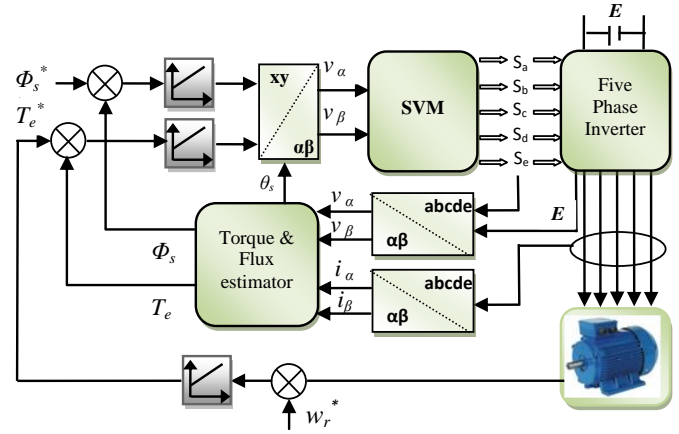 E
Φs*
Te*
xy
αβ
vα
vβ
SVM
Sa
Sb
Sc
Sd
Se
Five
Phase
Inverter
θs
vα
vβ
abcde
αβ
E
Torque &
Flux
estimator
Φs
Te
iα
iβ
abcde
αβ
wr*